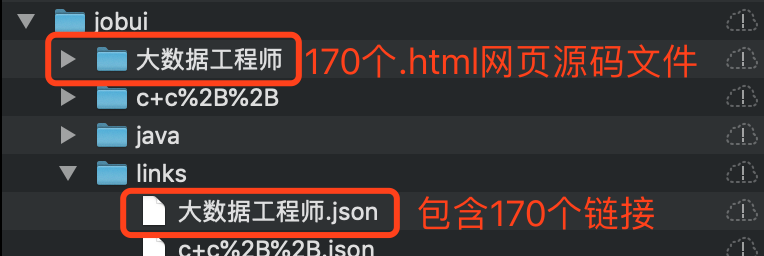 jobui
大数据工程师 170个.html网页源码文件
c+c%2B%2B
java
links
大数据工程师.json 包含170个链接
c+c%2B%2B.json